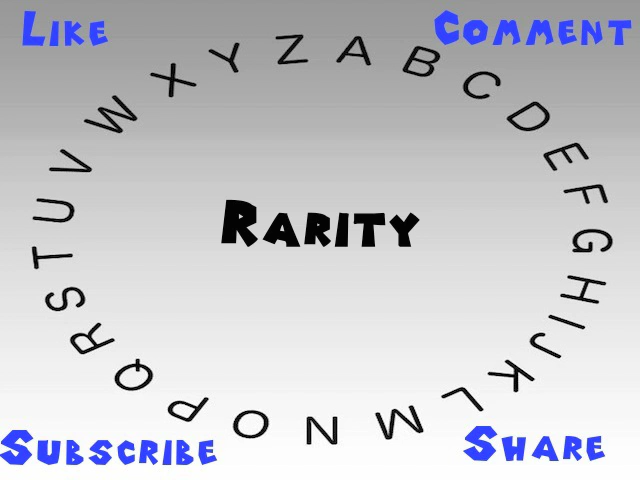 Like
Comment
A B C D E F G H I J K L M N O P Q R S T U V W X Y Z
Rarity
Subscribe
Share